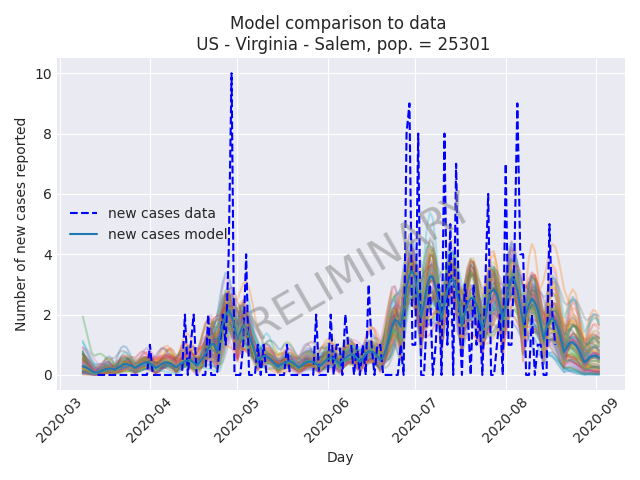 Model comparison to data
US - Virginia - Salem, pop. = 25301
Number of new cases reported
10
8
6
4
2
0
new cases data
new cases model
PRELIMINARY
2020-03
2020-04
2020-05
2020-06
2020-07
2020-08
2020-09
Day